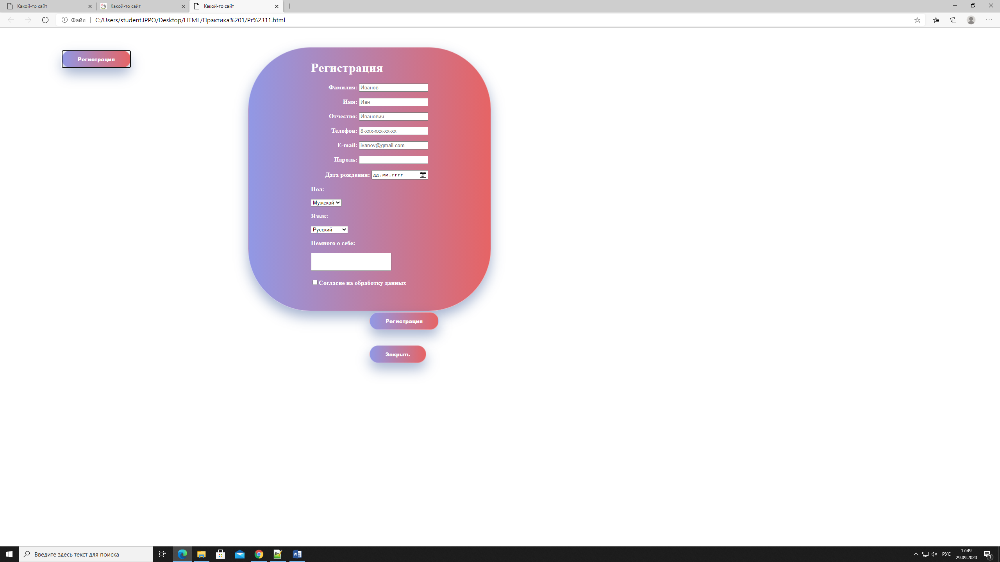 Какой-то сайт
Какой-то сайт
Какой-то сайт
Файл C:/Users/student.IPPO/Desktop/HTML/Практика%201/Pr%2311.html
Регистрация
Регистрация
Фамилия: Иванов
Имя: Иан
Отчество: Иванович
Телефон: 8-xxx-xxx-xx-xx
E-mail: ivanov@gmail.com
Пароль:
Дата рождения: дд.мм.гггг
Пол:
Мужской
Язык:
Русский
Немного о себе:
Согласие на обработку данных
Регистрация
Закрыть
Введите здесь текст для поиска
РУС
17:49
29.09.2020
1